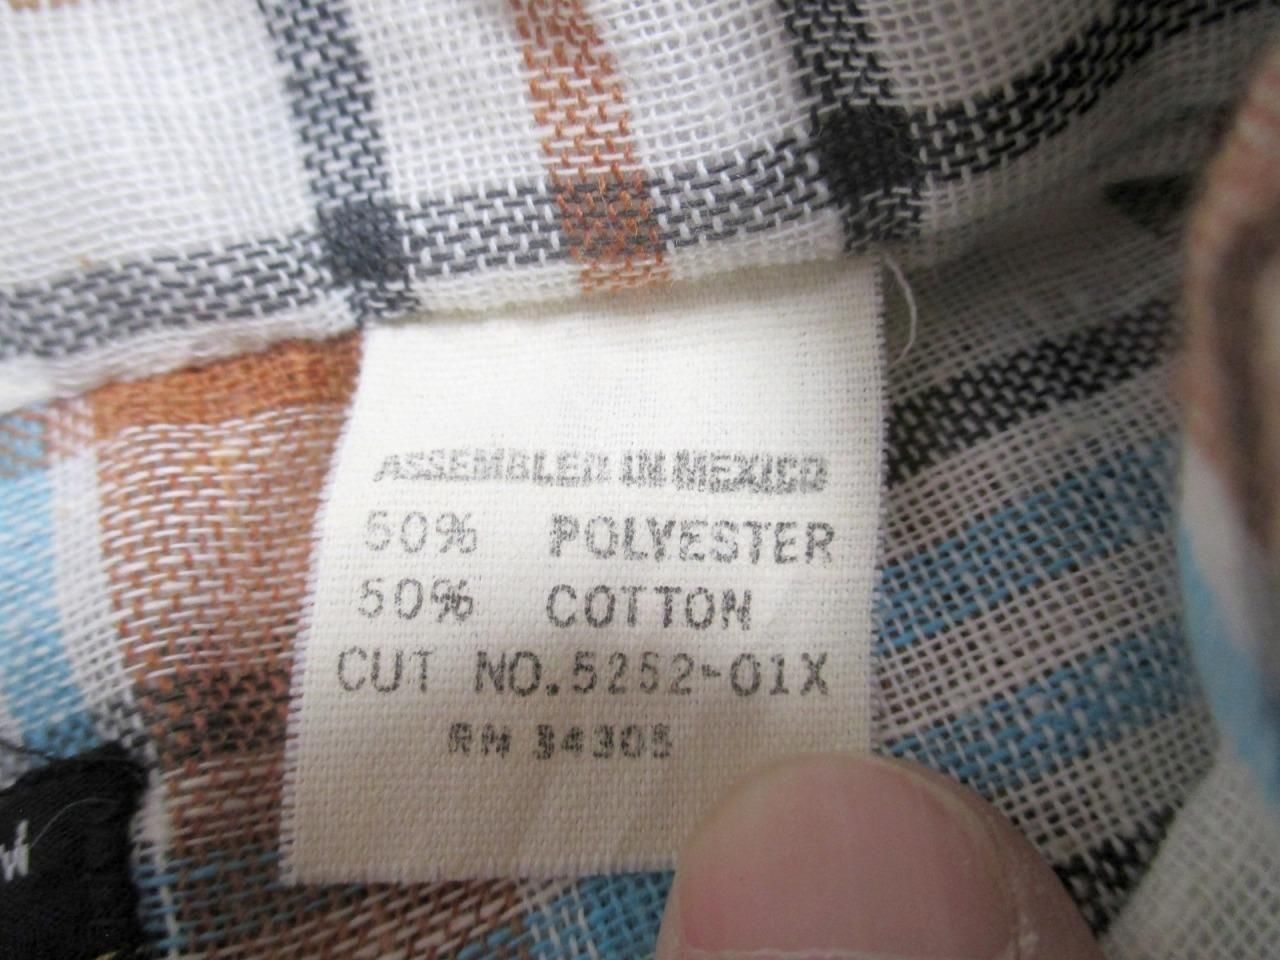 ASSEMBLED IN MEXICO
50% POLYESTER
50% COTTON
CUT NO. 5252-01X
RN 34305
W